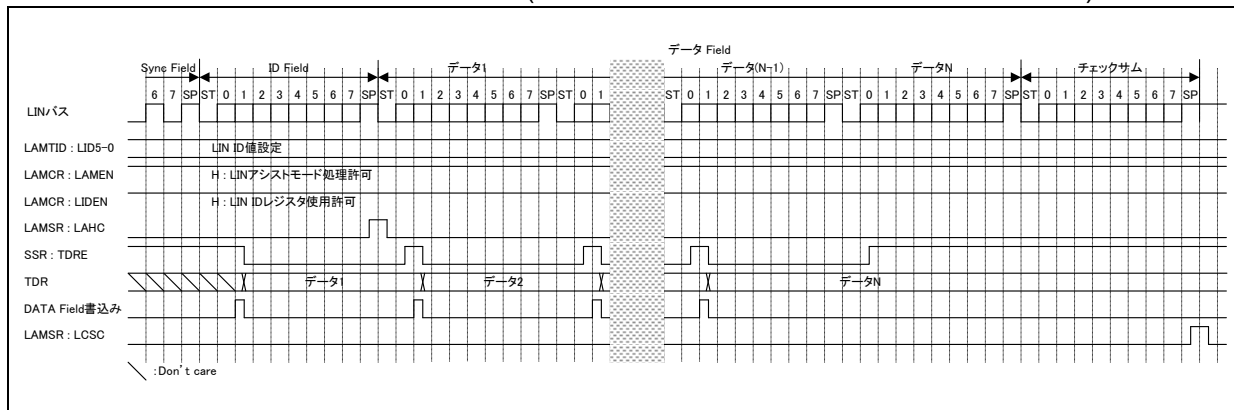 データ Field
Sync Field ID Field データ1 データ(N-1) データN チェックサム
6 7 SP ST 0 1 2 3 4 5 6 7 SP ST 0 1 2 3 4 5 6 7 SP ST 0 1 ST 0 1 2 3 4 5 6 7 SP ST 0 1 2 3 4 5 6 7 SP ST 0 1 2 3 4 5 6 7 SP
LINバス
LAMTID : LID5-0 LIN ID値設定
LAMCR : LAMEN H : LINアシストモード処理許可
LAMCR : LIDEN H : LIN IDレジスタ使用許可
LAMSR : LAHC
SSR : TDRE
TDR データ1 データ2 データN
DATA Field書込み
LAMSR : LCSC
:Don't care